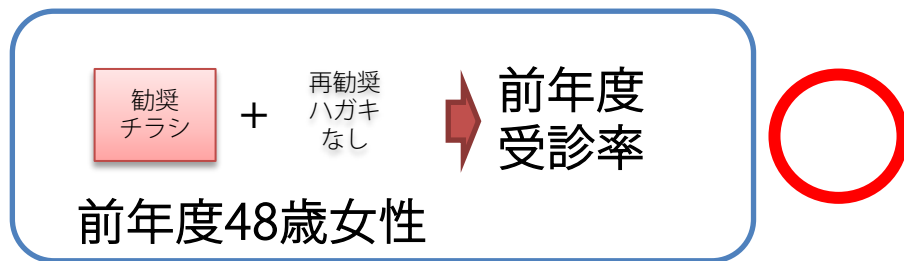 勧奨
チラシ
+
再勧奨
ハガキ
なし
前年度
受診率
前年度48歳女性